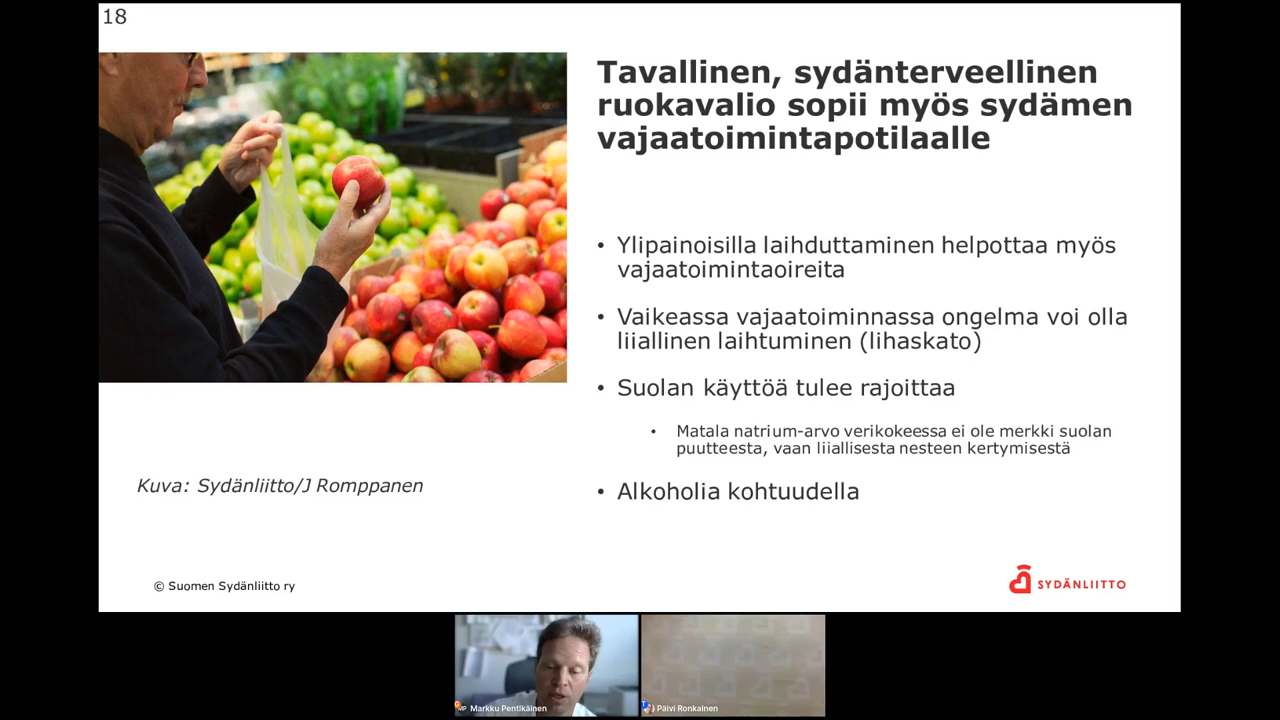 18
Tavallinen, sydänterveellinen
ruokavalio sopii myös sydämen
vajaatoimintapotilaalle
• Ylipainoisilla laihduttaminen helpottaa myös
vajaatoimintaoireita
• Vaikeassa vajaatoiminnassa ongelma voi olla
liiallinen laihtuminen (lihaskato)
• Suolan käyttöä tulee rajoittaa
• Matala natrium-arvo verikokeessa ei ole merkki suolan
puutteesta, vaan liiallisesta nesteen kertymisestä
• Alkoholia kohtuudella
Kuva: Sydänliitto/J Romppanen
© Suomen Sydänliitto ry
SYDÄNLIITTO
MP Markku Pentikäinen
Päivi Ronkainen